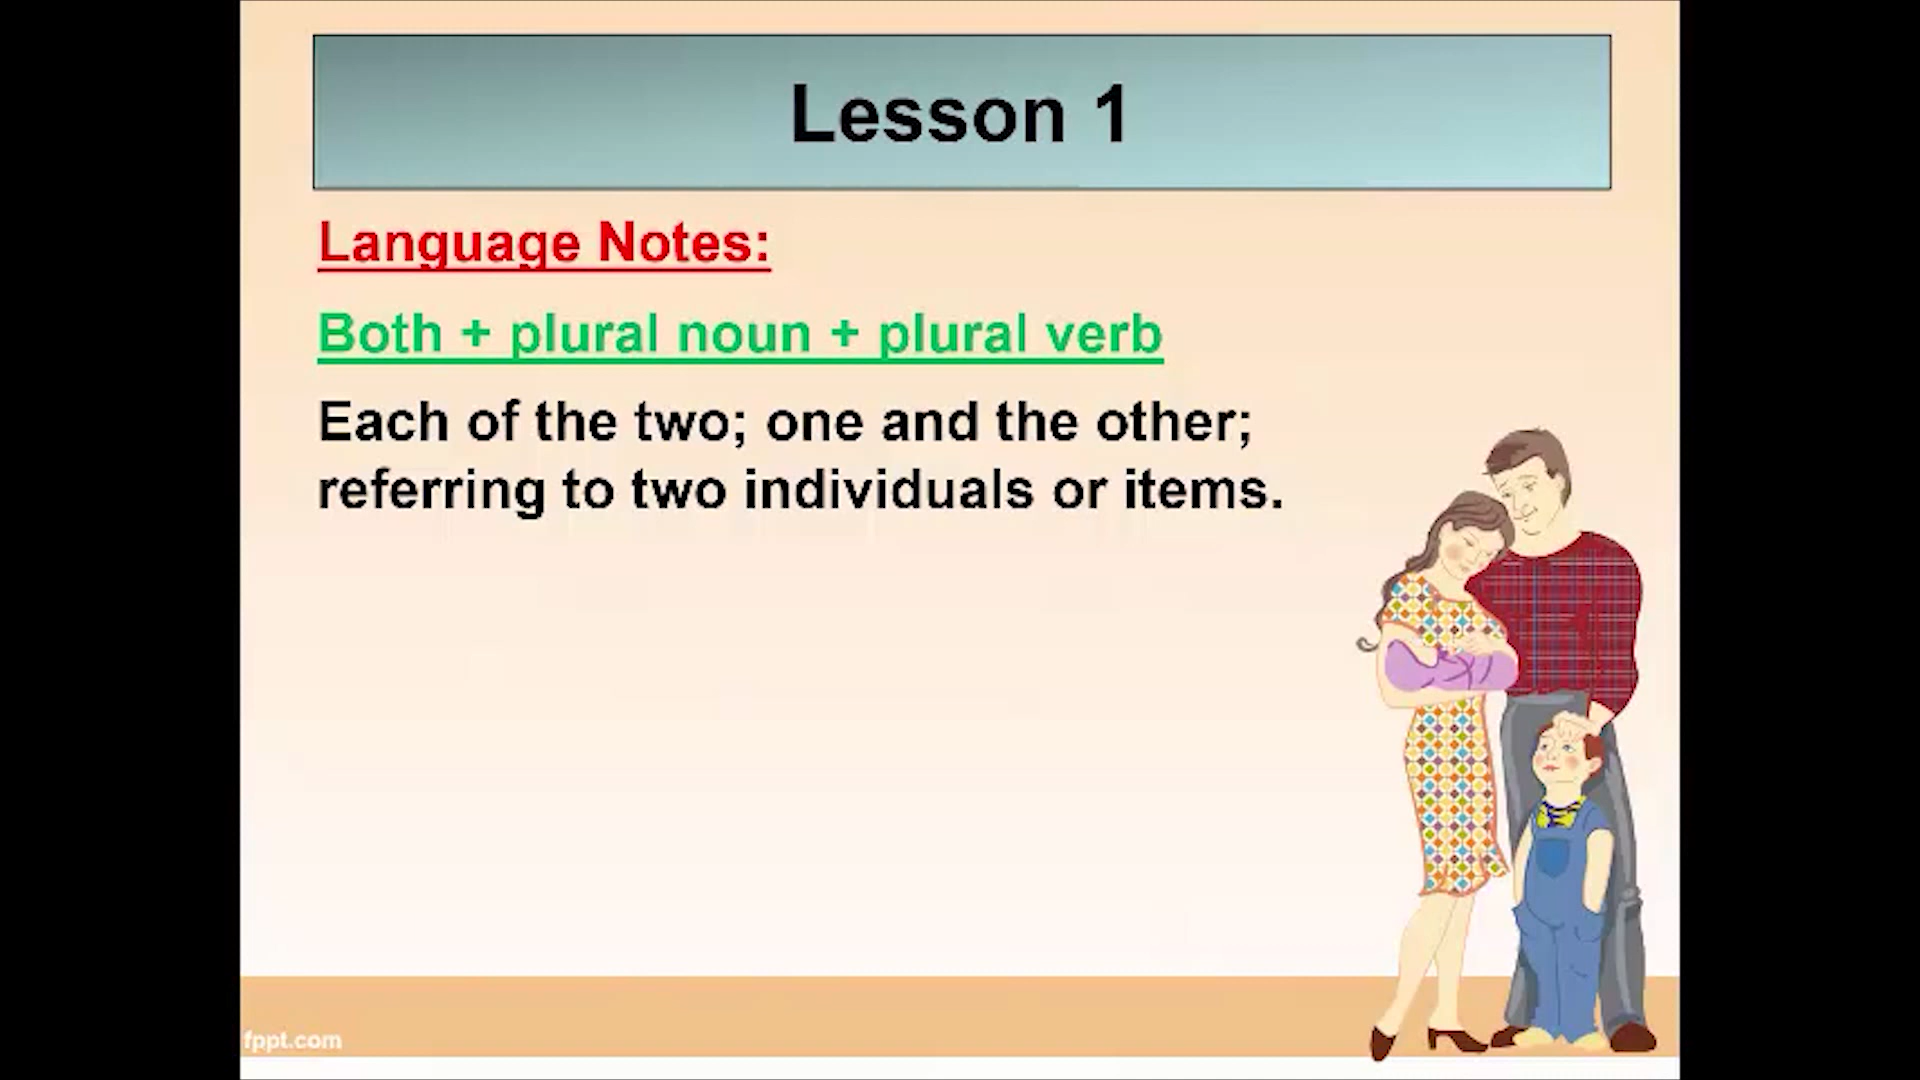 Lesson 1
Language Notes:
Both + plural noun + plural verb
Each of the two; one and the other;
referring to two individuals or items.
fppt.com